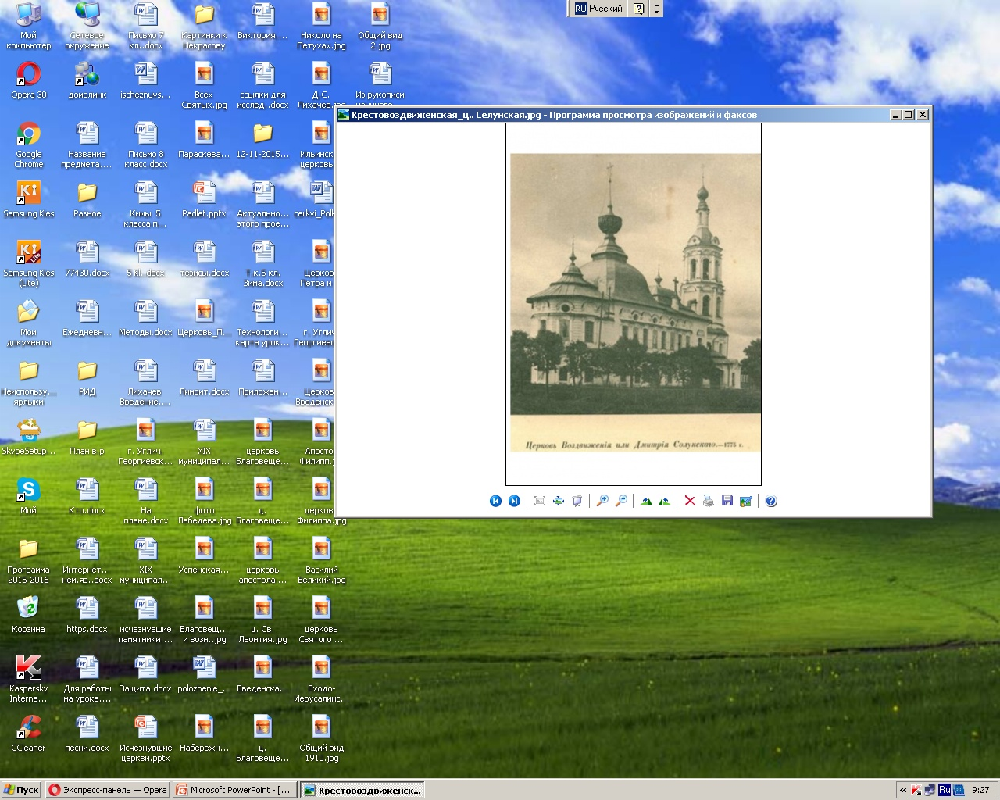 Мой
компьютер
Сетевое
окружение
Письмо 7
кл..docx
Картинки к
Некрасову
Виктория....
Николо на
Петухах.jpg
Общий вид
2.jpg
RU Русский
Opera 30
домолинк
ischeznuvs...
Всех
Святых.jpg
ссылки для
исслед..docx
Д.С.
Лихачев.jpg
Из рукописи
Крестовоздвиженская_ц.. Селунская.jpg - Программа просмотра изображений и факсов
Google
Chrome
Название
предмета....
Письмо 8
класс.docx
Параскева...
12-11-2015...
Ильинск
церковь
Samsung Kies
Разное
Кимы 5
класса п...
Padlet.pptx
Актуально...
этого прое...
cerkvi_Poll
Samsung Kies
(Lite)
77430.docx
5 kl..docx
тезисы.docx
Т.к.5 кл.
Зима.docx
Церков
Петра и
Мои
документы
Ежедневн...
Методы.docx
Церковь_П...
Технологи...
карта урок...
г. Углич
Георгиевс
Неиспользу...
ярлыки
РИД
Лихачев
Введение....
Линоит.docx
Приложен...
Церков
Введенск
SkypeSetup...
План в.р
г. Углич.
Георгиевск...
XIX
муниципал...
церковь
Благовеще...
Апосто
Филипп.
Мой
Кто.docx
На
плане.docx
фото
Лебедева.jpg
ц.
Благовеще...
церков
Филиппа.jpg
Церковь Воздвиженія или Дмитрія Солунскаго.—1775 г.
Программа
2015-2016
Интернет...
нем.яз..docx
XIX
муниципал...
Успенская...
церковь
апостола ...
Василий
Великий.jpg
Корзина
https.docx
исчезнувшие
памятники....
Благовещ...
и возн..jpg
ц. Св.
Леонтия.jpg
церковь
Святого ...
Kaspersky
Interne...
Для работы
на уроке....
Защита.docx
polozhenie_...
Введенска...
Входо-
Иерусалимс...
CCleaner
песни.docx
Исчезнувшие
церкви.pptx
Набережн...
ц.
Благовеще...
Общий вид
1910.jpg
Пуск
Экспресс-панель — Opera
Microsoft PowerPoint - [...
Крестовоздвиженск...
Ru
9:27